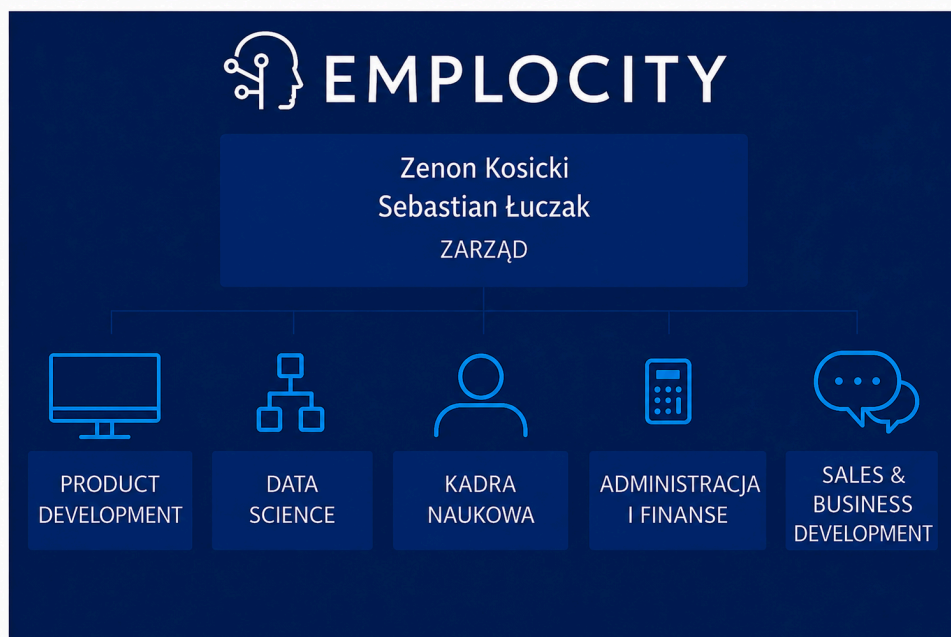 EMPLOCITY
Zenon Kosicki
Sebastian Łuczak
ZARZĄD
PRODUCT
DEVELOPMENT
DATA
SCIENCE
KADRA
NAUKOWA
ADMINISTRACJA
I FINANSE
SALES &
BUSINESS
DEVELOPMENT